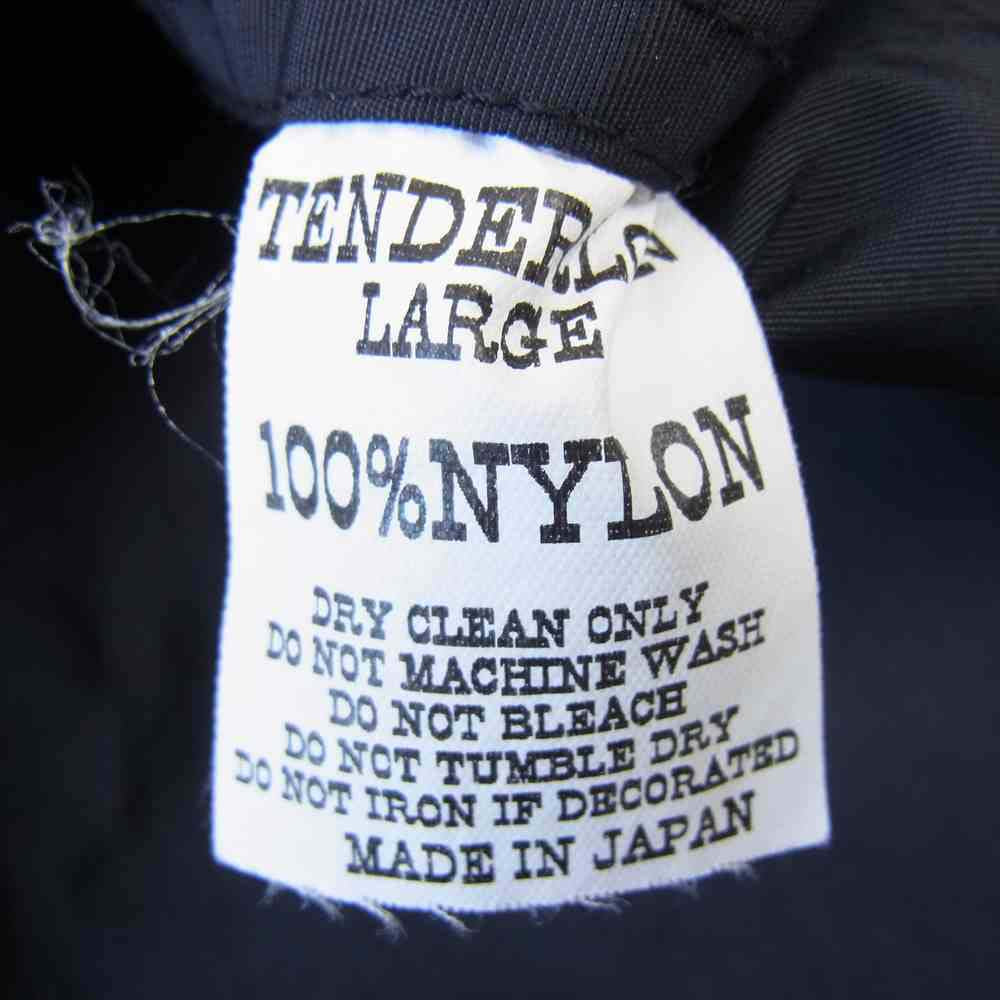 TENDERLN
LARGE
100%NYLON
DRY CLEAN ONLY
DO NOT MACHINE WASH
DO NOT BLEACH
DO NOT TUMBLE DRY
DO NOT IRON IF DECORATED
MADE IN JAPAN